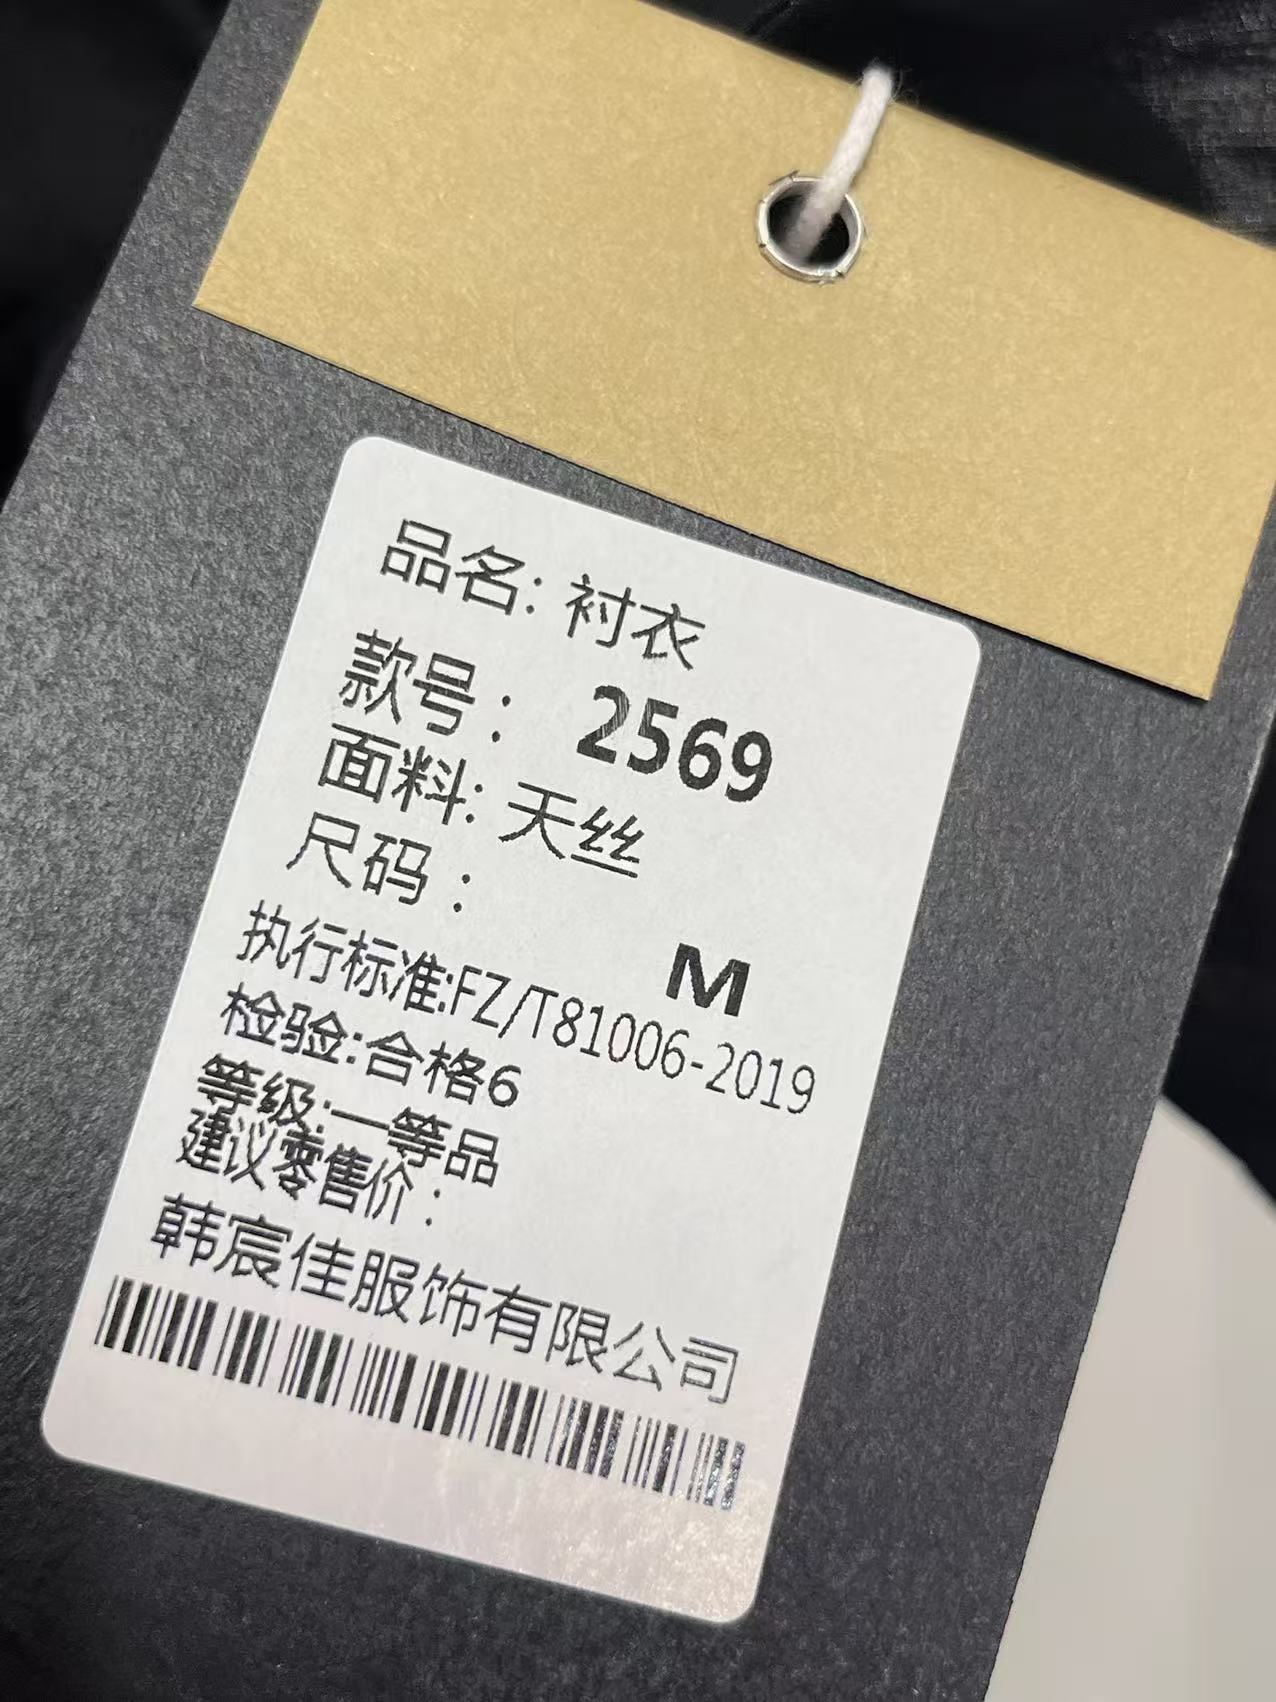 品名: 衬衣
款号: 2569
面料: 天丝
尺码:
M
执行标准:FZ/T81006-2019
检验:合格6
等级:一等品
建议零售价:
韩宸佳服饰有限公司